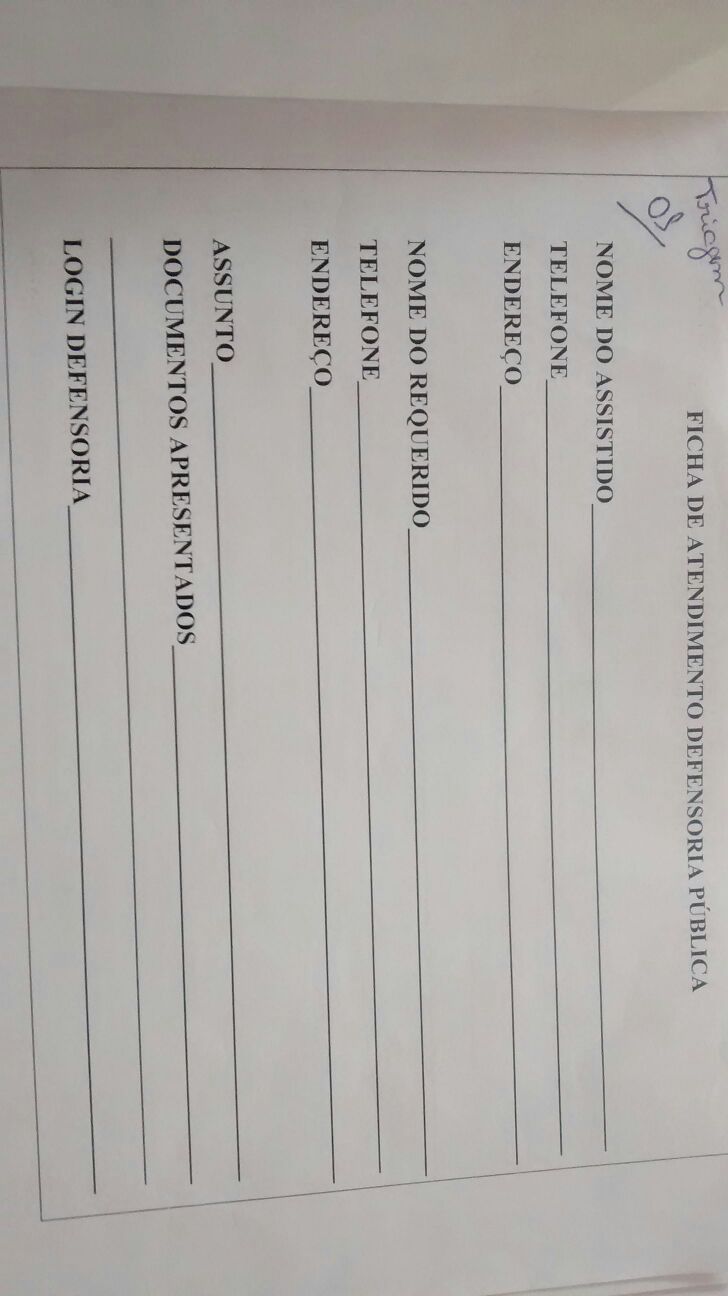 Triagem
FICHA DE ATENDIMENTO DEFENSORIA PÚBLICA
NOME DO ASSISTIDO
TELEFONE
ENDEREÇO
NOME DO REQUERIDO
TELEFONE
ENDEREÇO
ASSUNTO
DOCUMENTOS APRESENTADOS
LOGIN DEFENSORIA